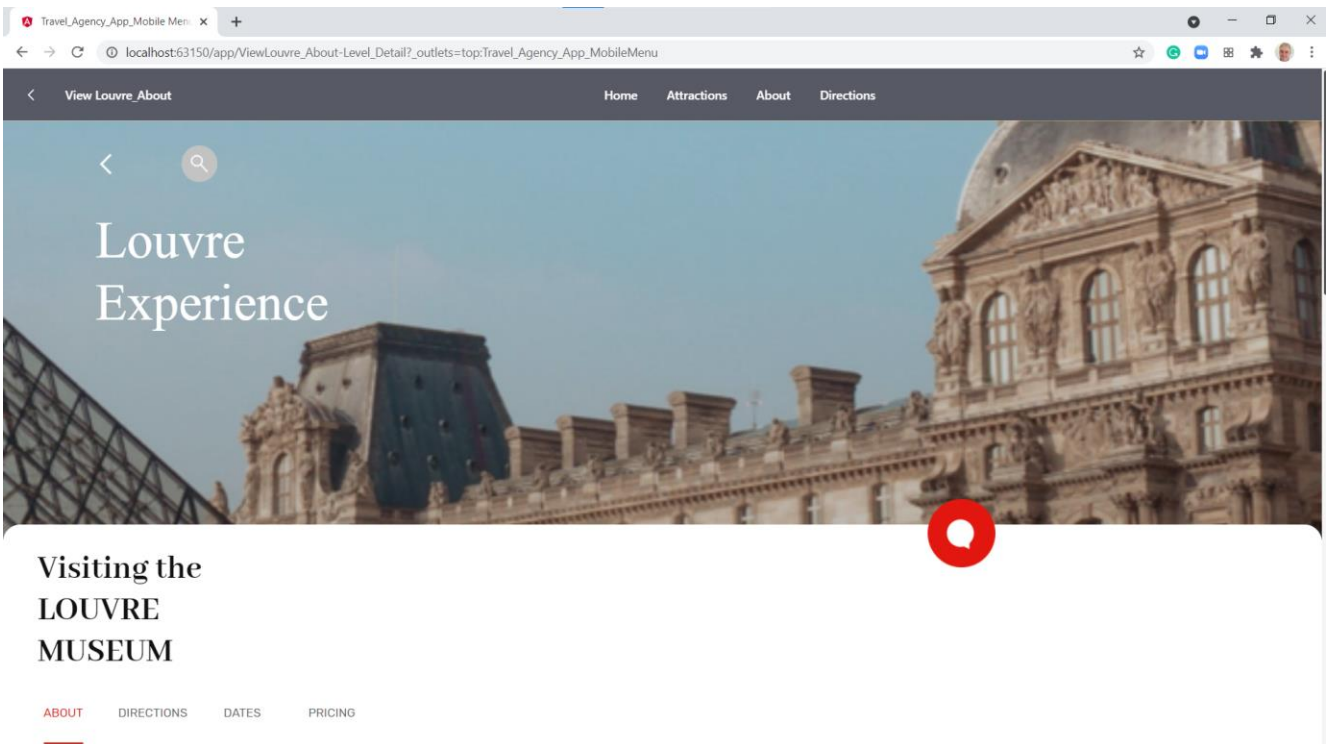 Travel_Agency_App_Mobile Men
localhost:63150/app/ViewLouvre_About-Level_Detail?_outlets=top:Travel_Agency_App_MobileMenu
View Louvre_About Home Attractions About Directions
Louvre
Experience
Visiting the
LOUVRE
MUSEUM
ABOUT DIRECTIONS DATES PRICING